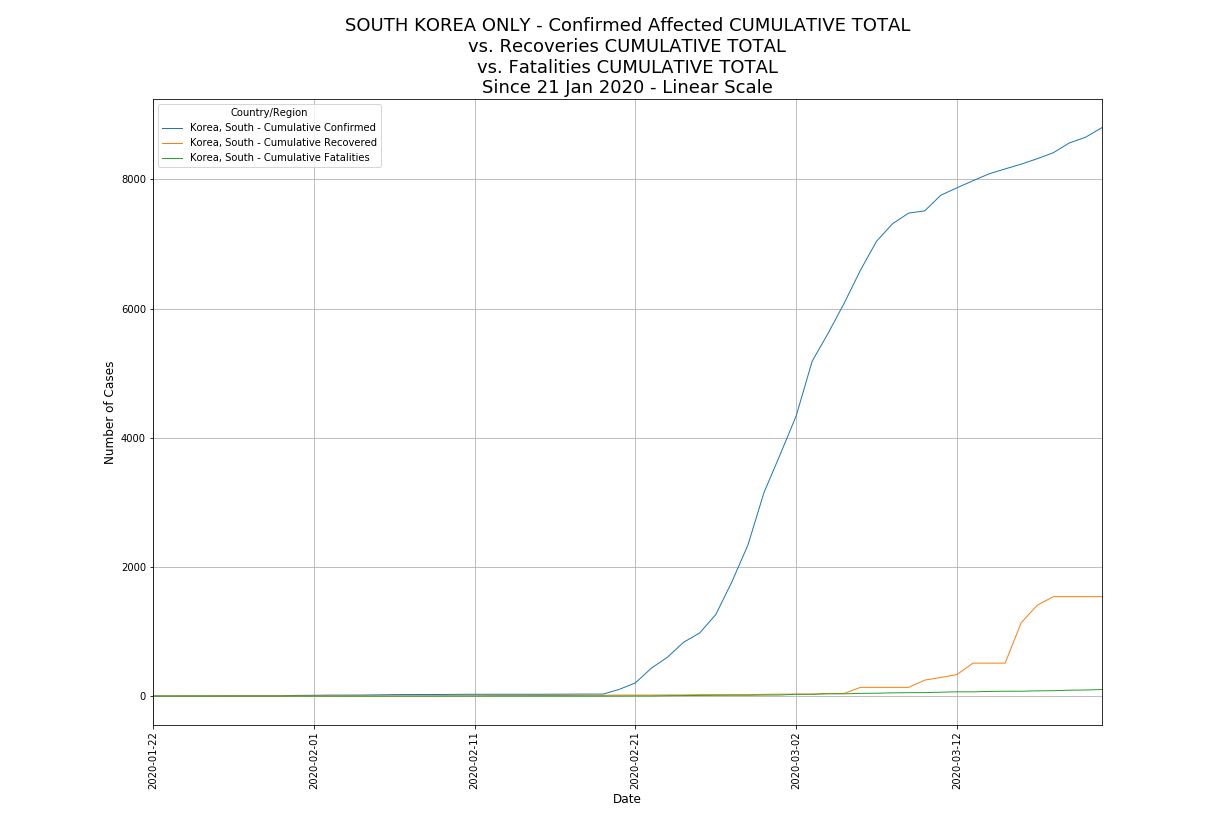 SOUTH KOREA ONLY - Confirmed Affected CUMULATIVE TOTAL
vs. Recoveries CUMULATIVE TOTAL
vs. Fatalities CUMULATIVE TOTAL
Since 21 Jan 2020 - Linear Scale
Country/Region
Korea, South - Cumulative Confirmed
Korea, South - Cumulative Recovered
Korea, South - Cumulative Fatalities
Number of Cases
8000
6000
4000
2000
0
2020-01-22
2020-02-01
2020-02-11
2020-02-21
2020-03-02
2020-03-12
Date